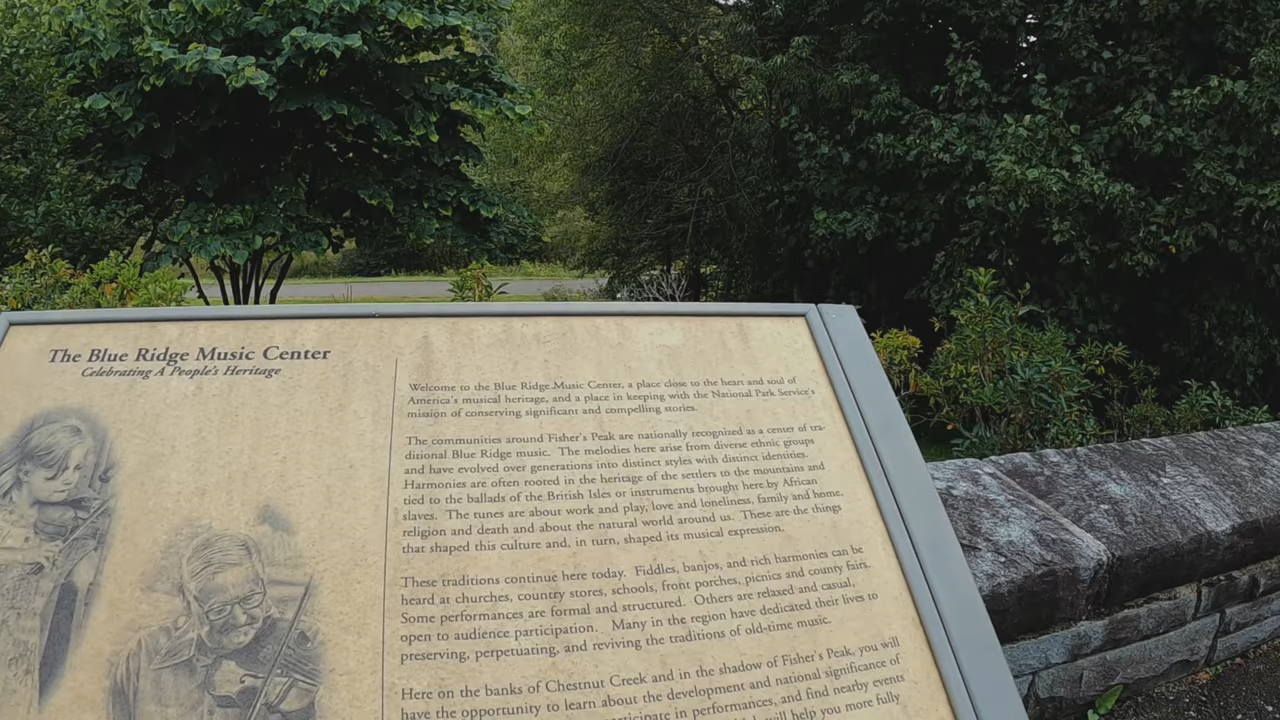 The Blue Ridge Music Center
Celebrating A People's Heritage
Welcome to the Blue Ridge Music Center, a place close to the heart and soul of
America's musical heritage, and a place in keeping with the National Park Service's
mission of conserving significant and compelling stories.
The communities around Fisher's Peak are nationally recognized as a center of tra-
ditional Blue Ridge music. The melodies here arise from diverse ethnic groups
and have evolved over generations into distinct styles with distinct identities.
Harmonies are often rooted in the heritage of the settlers to the mountains and
tied to the ballads of the British Isles or instruments brought here by African
slaves. The tunes are about work and play, love and loneliness, family and home,
religion and death and about the natural world around us. These are the things
that shaped this culture and, in turn, shaped its musical expression.
These traditions continue here today. Fiddles, banjos, and rich harmonies can be
heard at churches, country stores, schools, front porches, picnics and county fairs.
Some performances are formal and structured. Others are relaxed and casual,
open to audience participation. Many in the region have dedicated their lives to
preserving, perpetuating, and reviving the traditions of old-time music.
Here on the banks of Chestnut Creek and in the shadow of Fisher's Peak, you will
have the opportunity to learn about the development and national significance of
participate in performances, and find nearby events
will help you more fully